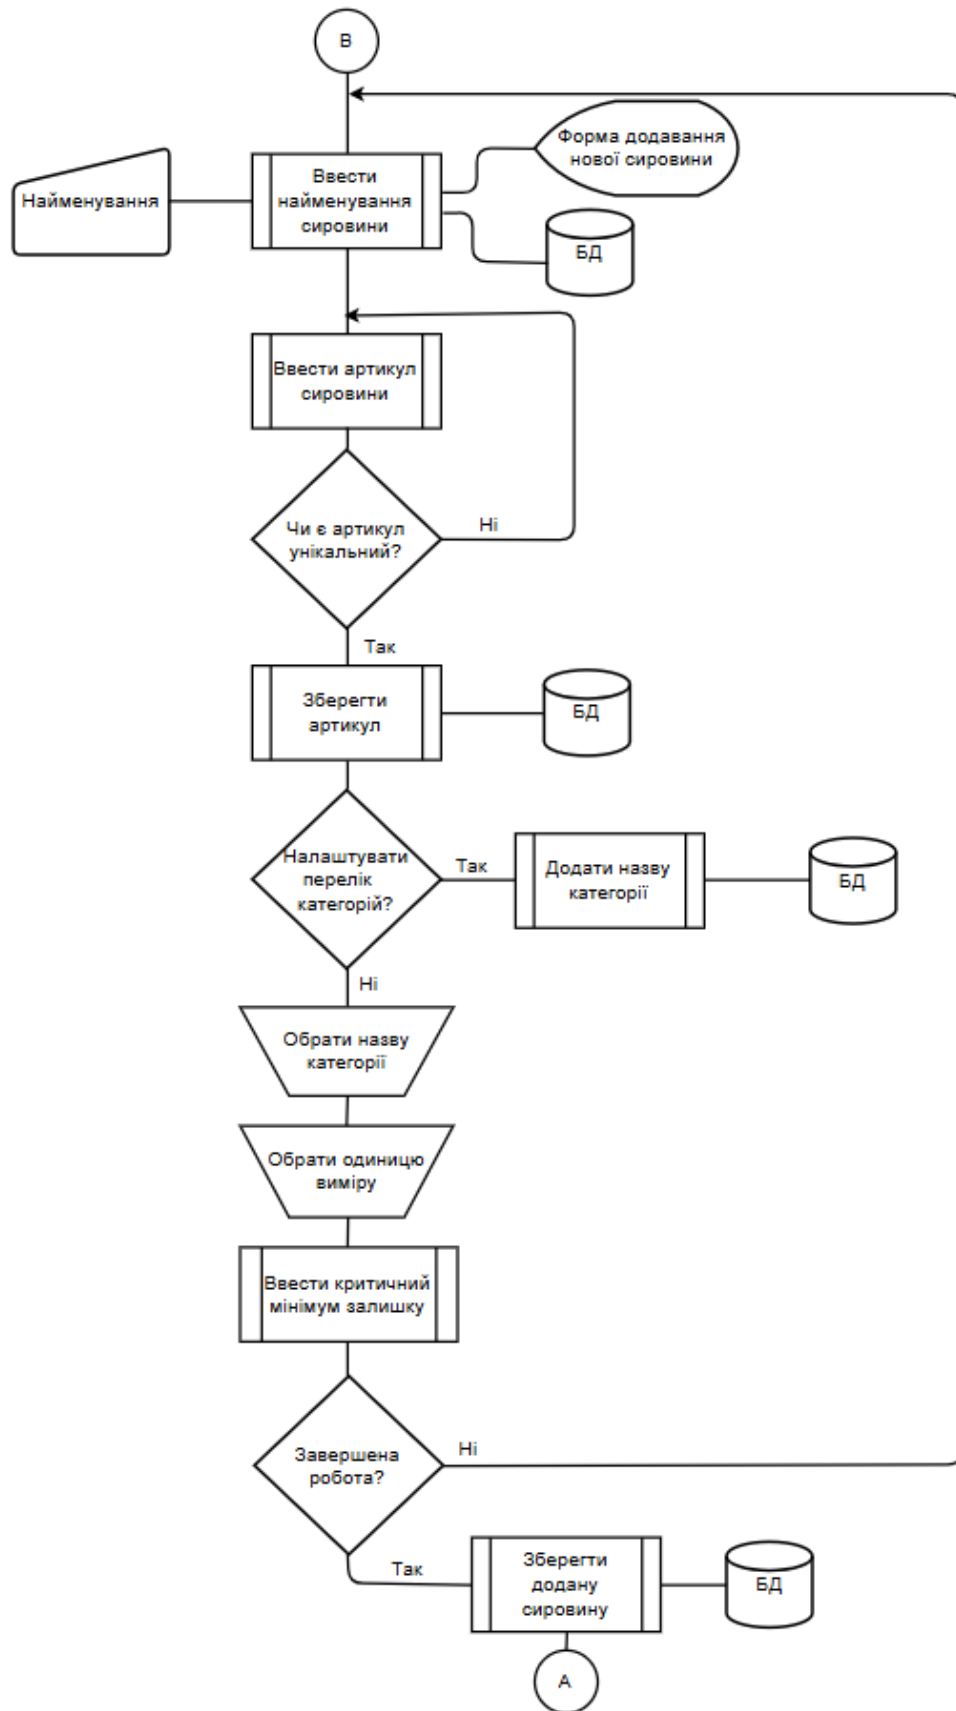 В
Форма додавання
нової сировини
Найменування
Ввести
найменування
сировини
БД
Ввести артикул
сировини
Чи є артикул
унікальний?
Ні
Так
Зберегти
артикул
БД
Налаштувати
перелік
категорій?
Так
Додати назву
категорії
БД
Ні
Обрати назву
категорії
Обрати одиницю
виміру
Ввести критичний
мінімум залишку
Завершена
робота?
Ні
Так
Зберегти
додану
сировину
БД
А